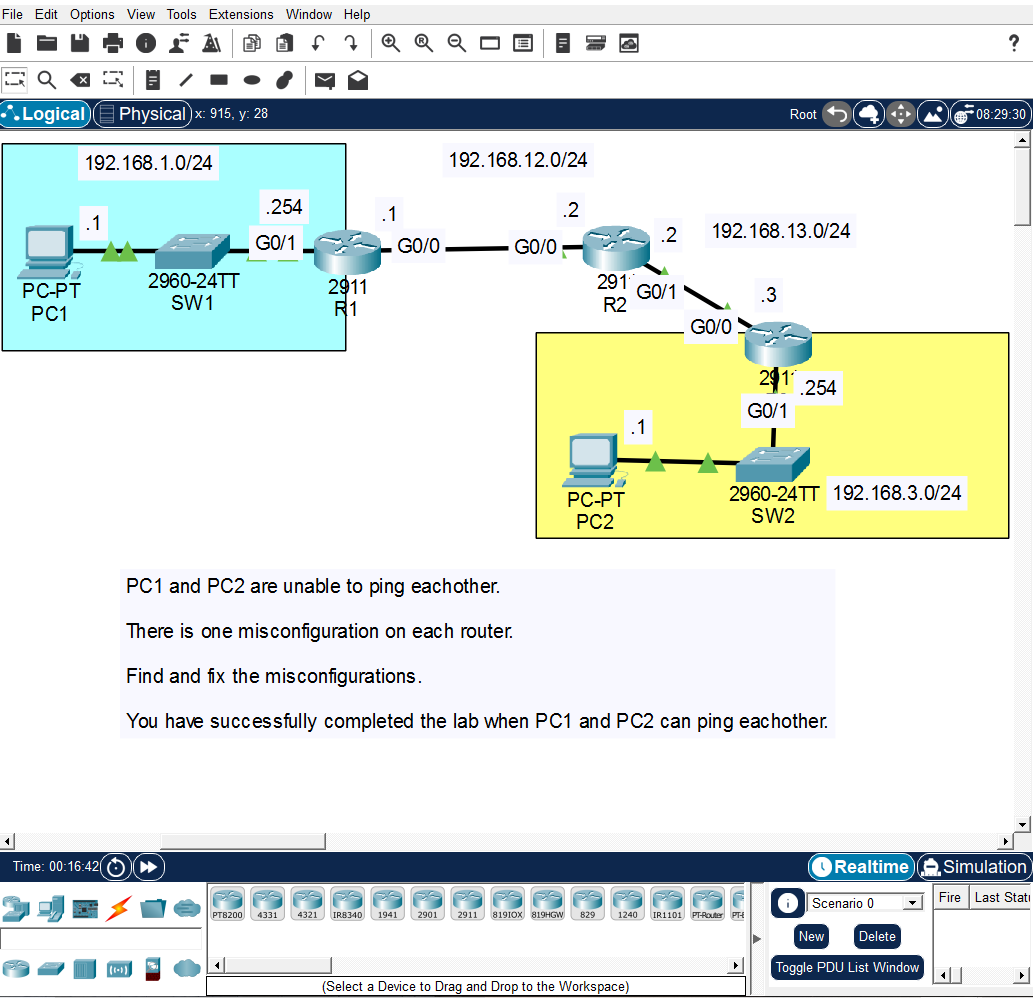 File Edit Options View Tools Extensions Window Help
?
Logical Physical x: 915, y: 28 Root 08:29:30
192.168.1.0/24
192.168.12.0/24
.1
.254
.1
.2
.2
192.168.13.0/24
G0/1
G0/0
G0/0
PC-PT
PC1
2960-24TT
SW1
2911
R1
291
R2
G0/1
.3
G0/0
291
.254
G0/1
.1
PC-PT
PC2
2960-24TT
SW2
192.168.3.0/24
PC1 and PC2 are unable to ping eachother.
There is one misconfiguration on each router.
Find and fix the misconfigurations.
You have successfully completed the lab when PC1 and PC2 can ping eachother.
Time: 00:16:42 Realtime Simulation
PT8200 4331 4321 IR8340 1941 2901 2911 819IOX 819HGW 829 1240 IR1101 PT-Router PT-E
Scenario 0
Fire Last Statu
New Delete
Toggle PDU List Window
(Select a Device to Drag and Drop to the Workspace)